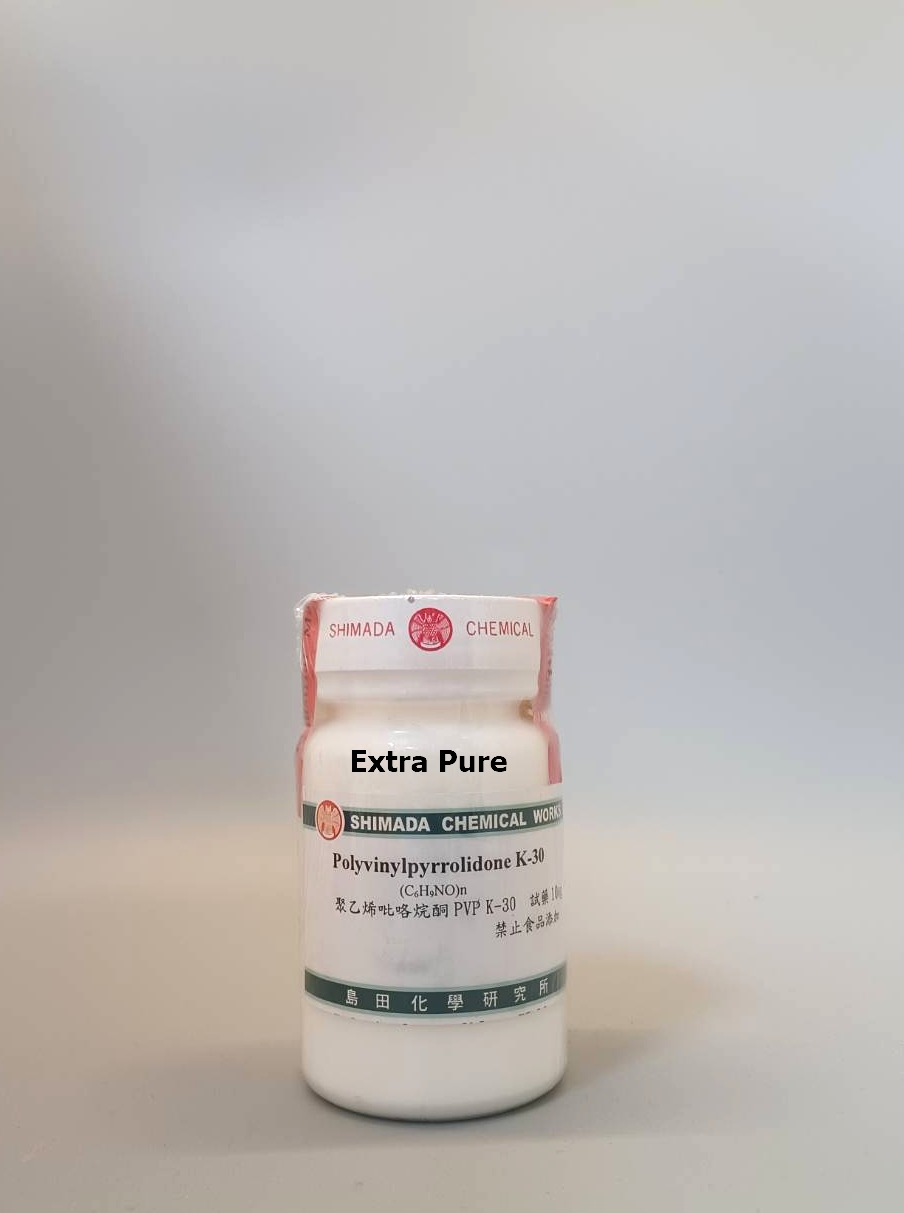 SHIMADA CHEMICAL
Extra Pure
SHIMADA CHEMICAL WORKS
Polyvinylpyrrolidone K-30
(C₆H₉NO)n
聚乙烯吡咯烷酮 PVP K-30 試藥
禁止食品添加
島田化學研究所